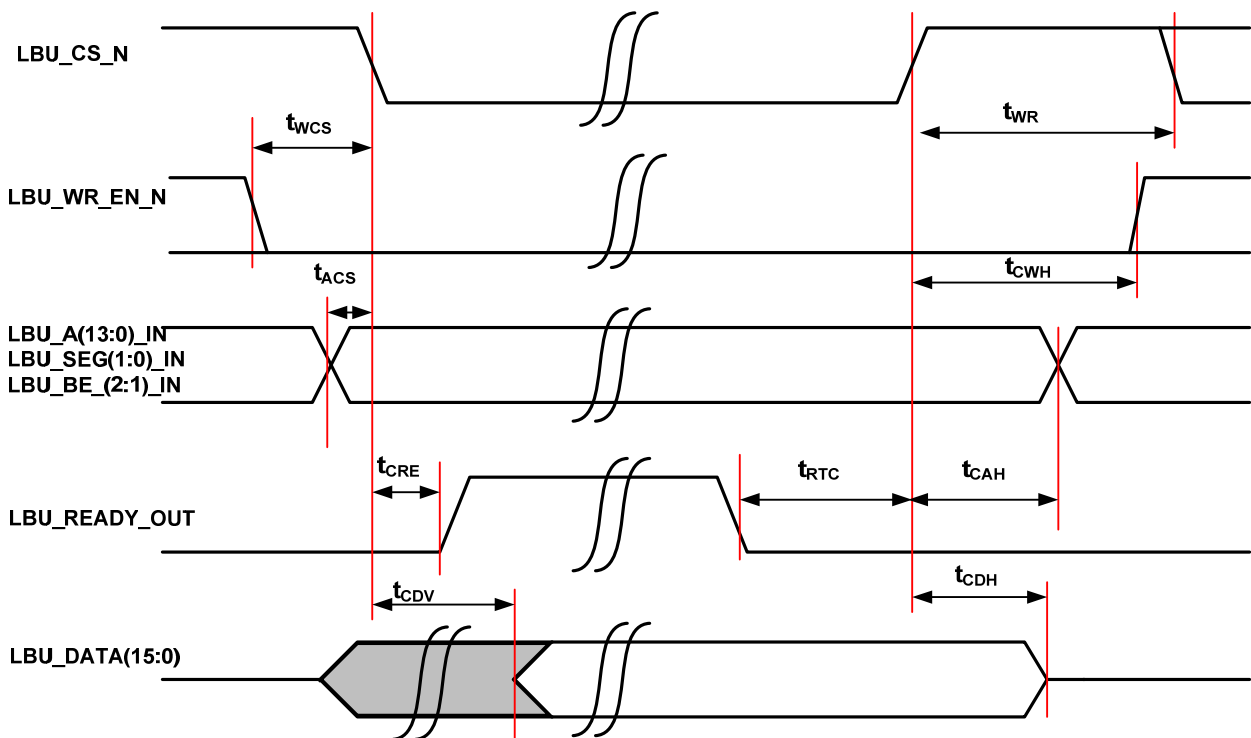 LBU_CS_N
tWCS
tWR
LBU_WR_EN_N
tACS
tCWH
LBU_A(13:0)_IN
LBU_SEG(1:0)_IN
LBU_BE_(2:1)_IN
tCRE
tRTC
tCAH
LBU_READY_OUT
tCDV
tCDH
LBU_DATA(15:0)